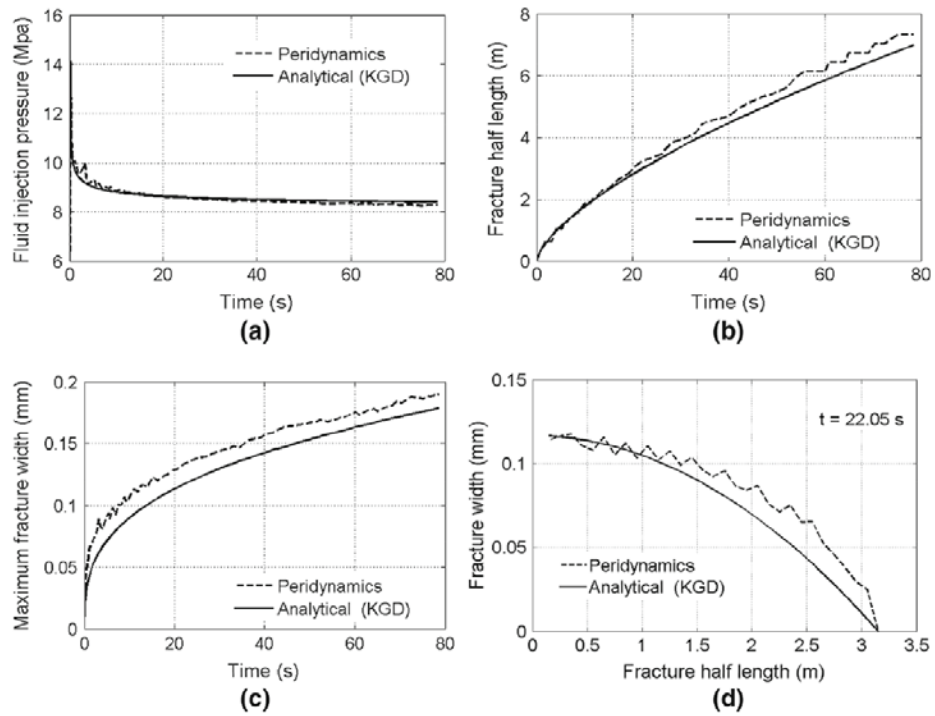 16
14
12
10
8
6
Fluid injection pressure (Mpa)
Peridynamics
Analytical (KGD)
0 20 40 60 80
Time (s)
(a)
8
6
4
2
0
Fracture half length (m)
Peridynamics
Analytical (KGD)
0 20 40 60 80
Time (s)
(b)
0.2
0.15
0.1
0.05
0
Maximum fracture width (mm)
Peridynamics
Analytical (KGD)
0 20 40 60 80
Time (s)
(c)
0.15
0.1
0.05
0
Fracture width (mm)
t = 22.05 s
Peridynamics
Analytical (KGD)
0 0.5 1 1.5 2 2.5 3 3.5
Fracture half length (m)
(d)